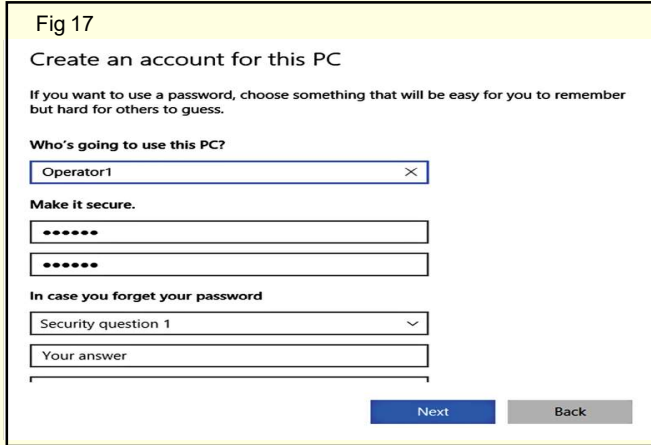 Fig 17
Create an account for this PC
If you want to use a password, choose something that will be easy for you to remember
but hard for others to guess.
Who's going to use this PC?
Operator1
Make it secure.
••••••
••••••
In case you forget your password
Security question 1
Your answer
Next Back